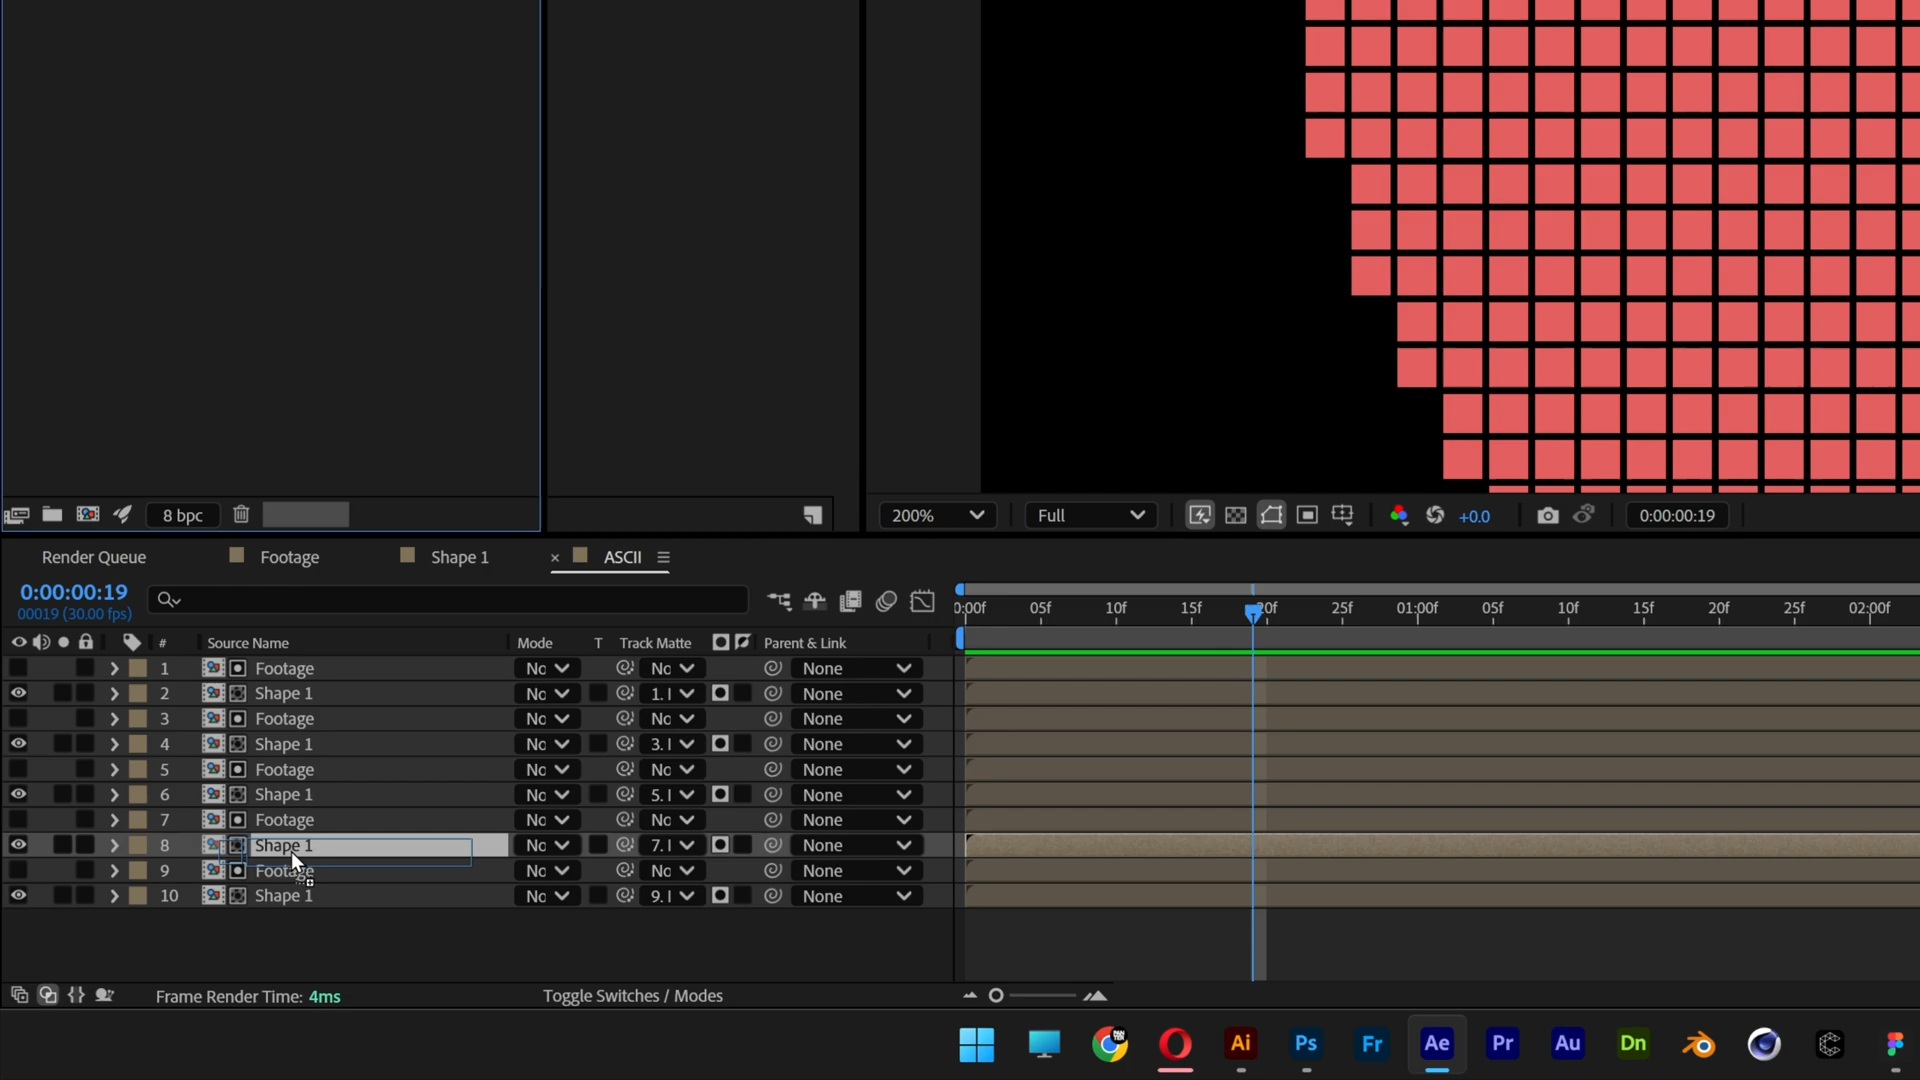 8 bpc
200%
Full
+0.0
0:00:00:19
Render Queue
Footage
Shape 1
× ASCII
0:00:00:19
00019 (30.00 fps)
0:00f 05f 10f 15f 20f 25f 01:00f 05f 10f 15f 20f 25f 02:00f
# Source Name Mode T Track Matte Parent & Link
1 Footage No No None
2 Shape 1 No 1. None
3 Footage No No None
4 Shape 1 No 3. None
5 Footage No No None
6 Shape 1 No 5. None
7 Footage No No None
8 Shape 1 No 7. None
9 Footage No No None
10 Shape 1 No 9. None
Frame Render Time: 4ms
Toggle Switches / Modes
Ai Ps Fr Ae Pr Au Dn